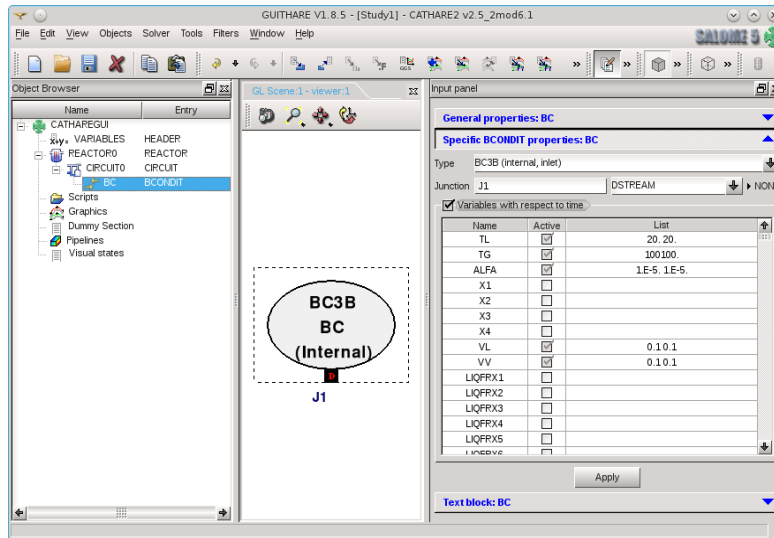 GUITHARE V1.8.5 - [Study1] - CATHARE2 v2.5_2mod6.1
File Edit View Objects Solver Tools Filters Window Help
SALOME 5
Object Browser
Name Entry
CATHAREGUI
VARIABLES HEADER
REACTOR0 REACTOR
CIRCUIT0 CIRCUIT
BC BCONDIT
Scripts
Graphics
Dummy Section
Pipelines
Visual states
GL Scene:1 - viewer:1
BC3B
BC
(Internal)
D
J1
Input panel
General properties: BC
Specific BCONDIT properties: BC
Type BC3B (internal, inlet)
Junction J1 DSTREAM NON
Variables with respect to time
Name Active List
TL 20. 20.
TG 100100.
ALFA 1.E-5. 1.E-5.
X1
X2
X3
X4
VL 0.1 0.1
VV 0.1 0.1
LIQFRX1
LIQFRX2
LIQFRX3
LIQFRX4
LIQFRX5
LIQFRX6
Apply
Text block: BC